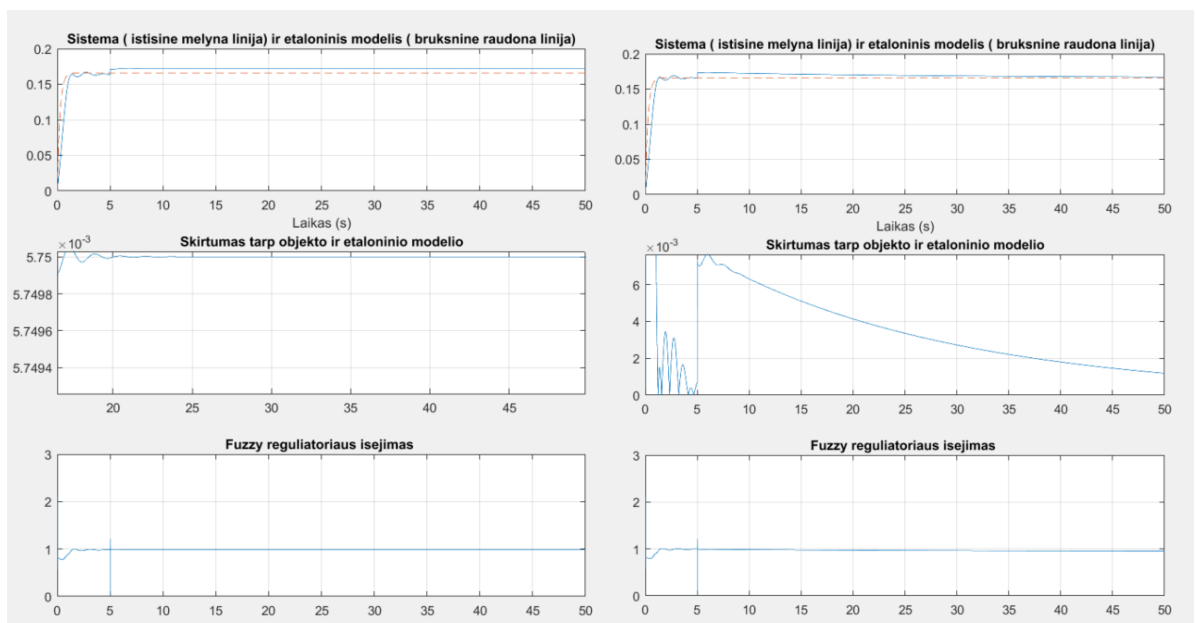 Sistema ( istisine melyna linija) ir etaloninis modelis ( bruksnine raudona linija)
0.2
0.15
0.1
0.05
0
0 5 10 15 20 25 30 35 40 45 50
Laikas (s)
Skirtumas tarp objekto ir etaloninio modelio
×10-3
5.75
5.7498
5.7496
5.7494
20 25 30 35 40 45
Fuzzy reguliatoriaus isejimas
3
2
1
0
0 5 10 15 20 25 30 35 40 45 50
Sistema ( istisine melyna linija) ir etaloninis modelis ( bruksnine raudona linija)
0.2
0.15
0.1
0.05
0
0 5 10 15 20 25 30 35 40 45 50
Laikas (s)
Skirtumas tarp objekto ir etaloninio modelio
×10-3
6
4
2
0
0 5 10 15 20 25 30 35 40 45 50
Fuzzy reguliatoriaus isejimas
3
2
1
0
0 5 10 15 20 25 30 35 40 45 50